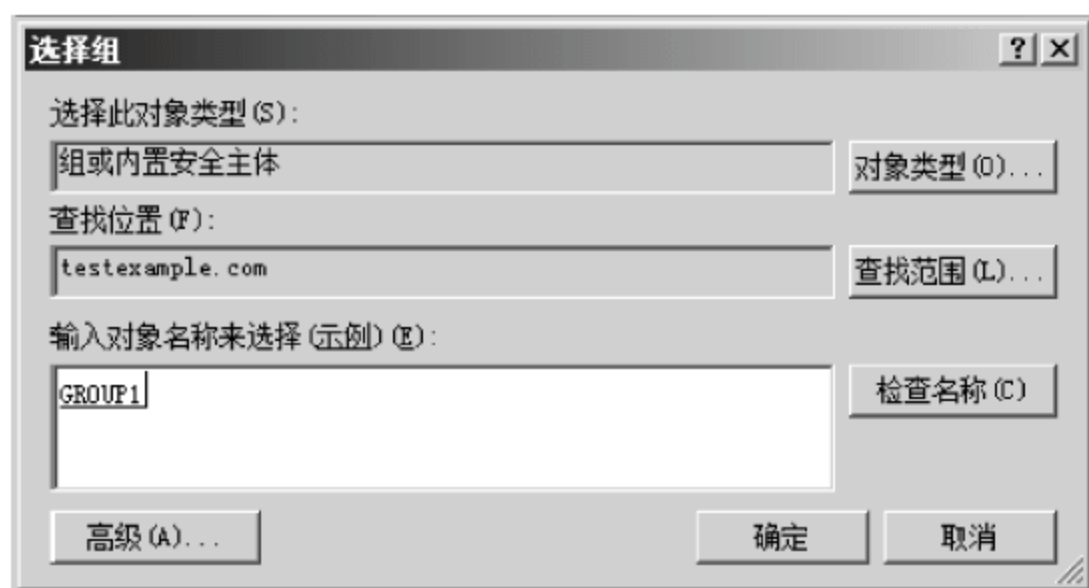 选择组
选择此对象类型(S):
组或内置安全主体
对象类型(O)...
查找位置(F):
testexample.com
查找范围(L)...
输入对象名称来选择(示例)(E):
GROUP1
检查名称(C)
高级(A)...
确定
取消